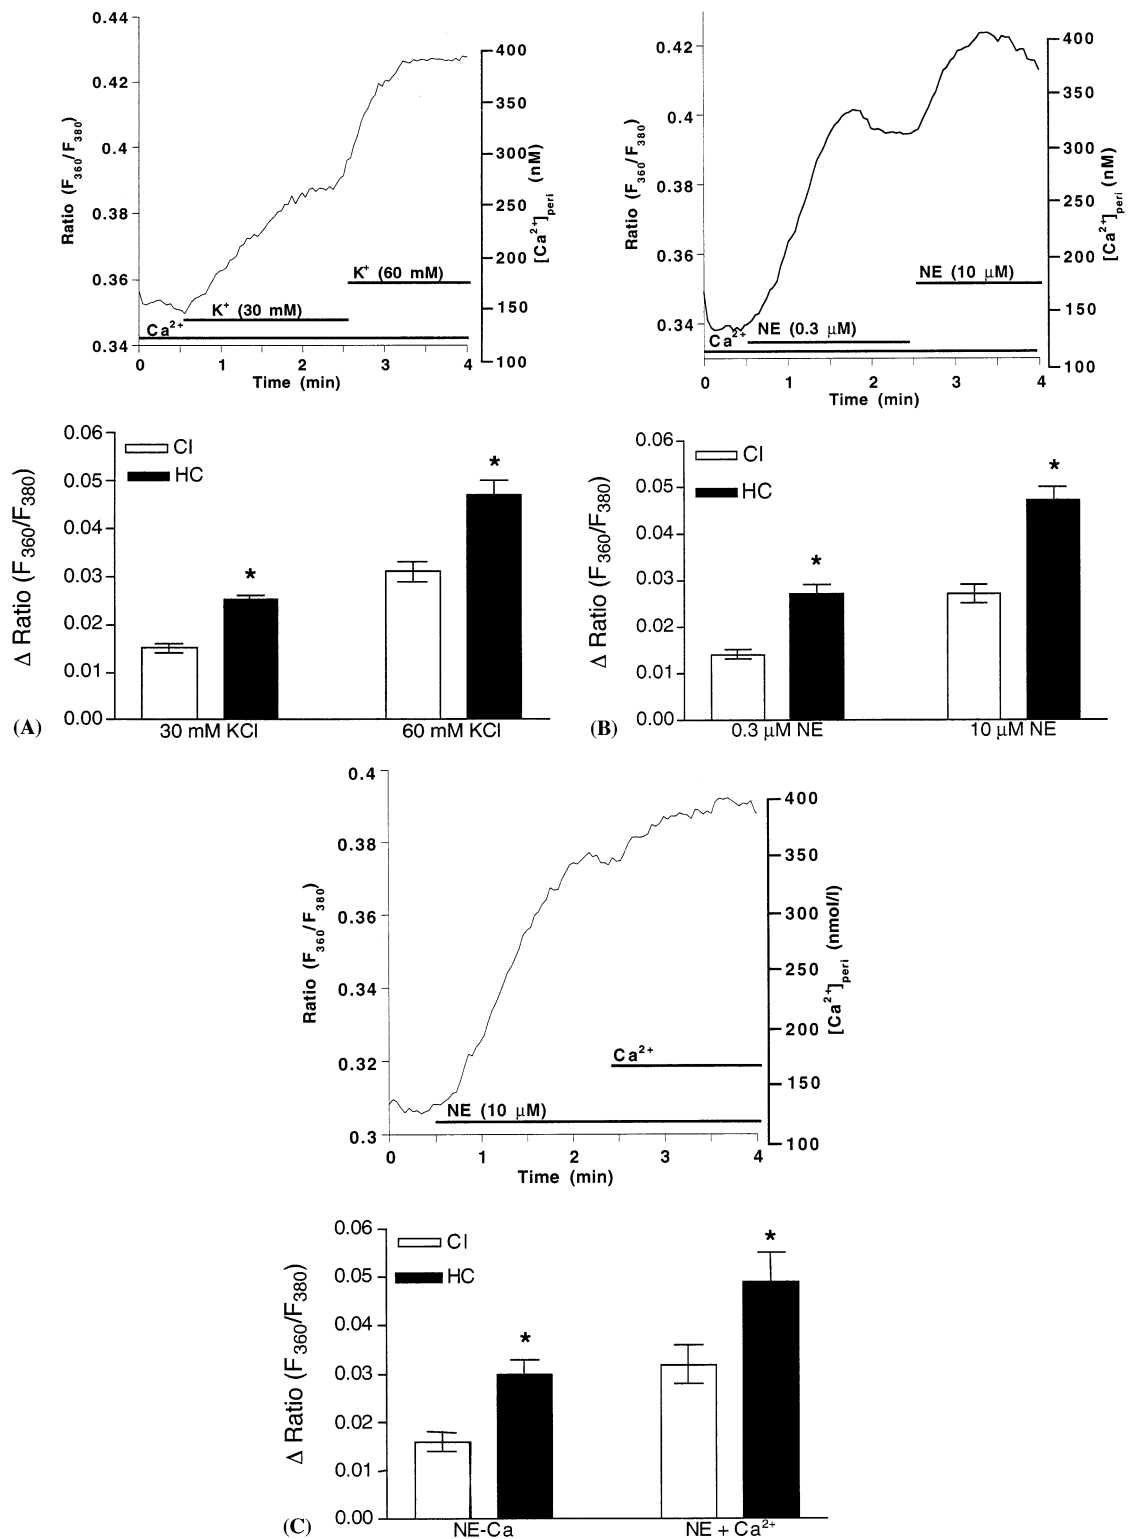 0.44
0.42
0.4
0.38
0.36
0.34
Ratio (F360/F380)
400
350
300
250
200
150
100
[Ca2+]peri (nM)
K+ (60 mM)
K+ (30 mM)
Ca2+
0 1 2 3 4
Time (min)
0.42
0.4
0.38
0.36
0.34
Ratio (F360/F380)
400
350
300
250
200
150
100
[Ca2+]peri (nM)
NE (10 µM)
NE (0.3 µM)
Ca2+
0 1 2 3 4
Time (min)
0.06
0.05
0.04
0.03
0.02
0.01
0.00
Δ Ratio (F360/F380)
CI
HC
*
*
30 mM KCl
60 mM KCl
(A)
0.06
0.05
0.04
0.03
0.02
0.01
0.00
Δ Ratio (F360/F380)
CI
HC
*
*
0.3 µM NE
10 µM NE
(B)
0.4
0.38
0.36
0.34
0.32
0.3
Ratio (F360/F380)
400
350
300
250
200
150
100
[Ca2+]peri (nmol/l)
Ca2+
NE (10 µM)
0 1 2 3 4
Time (min)
0.06
0.05
0.04
0.03
0.02
0.01
0.00
Δ Ratio (F360/F380)
CI
HC
*
*
NE-Ca
NE + Ca2+
(C)